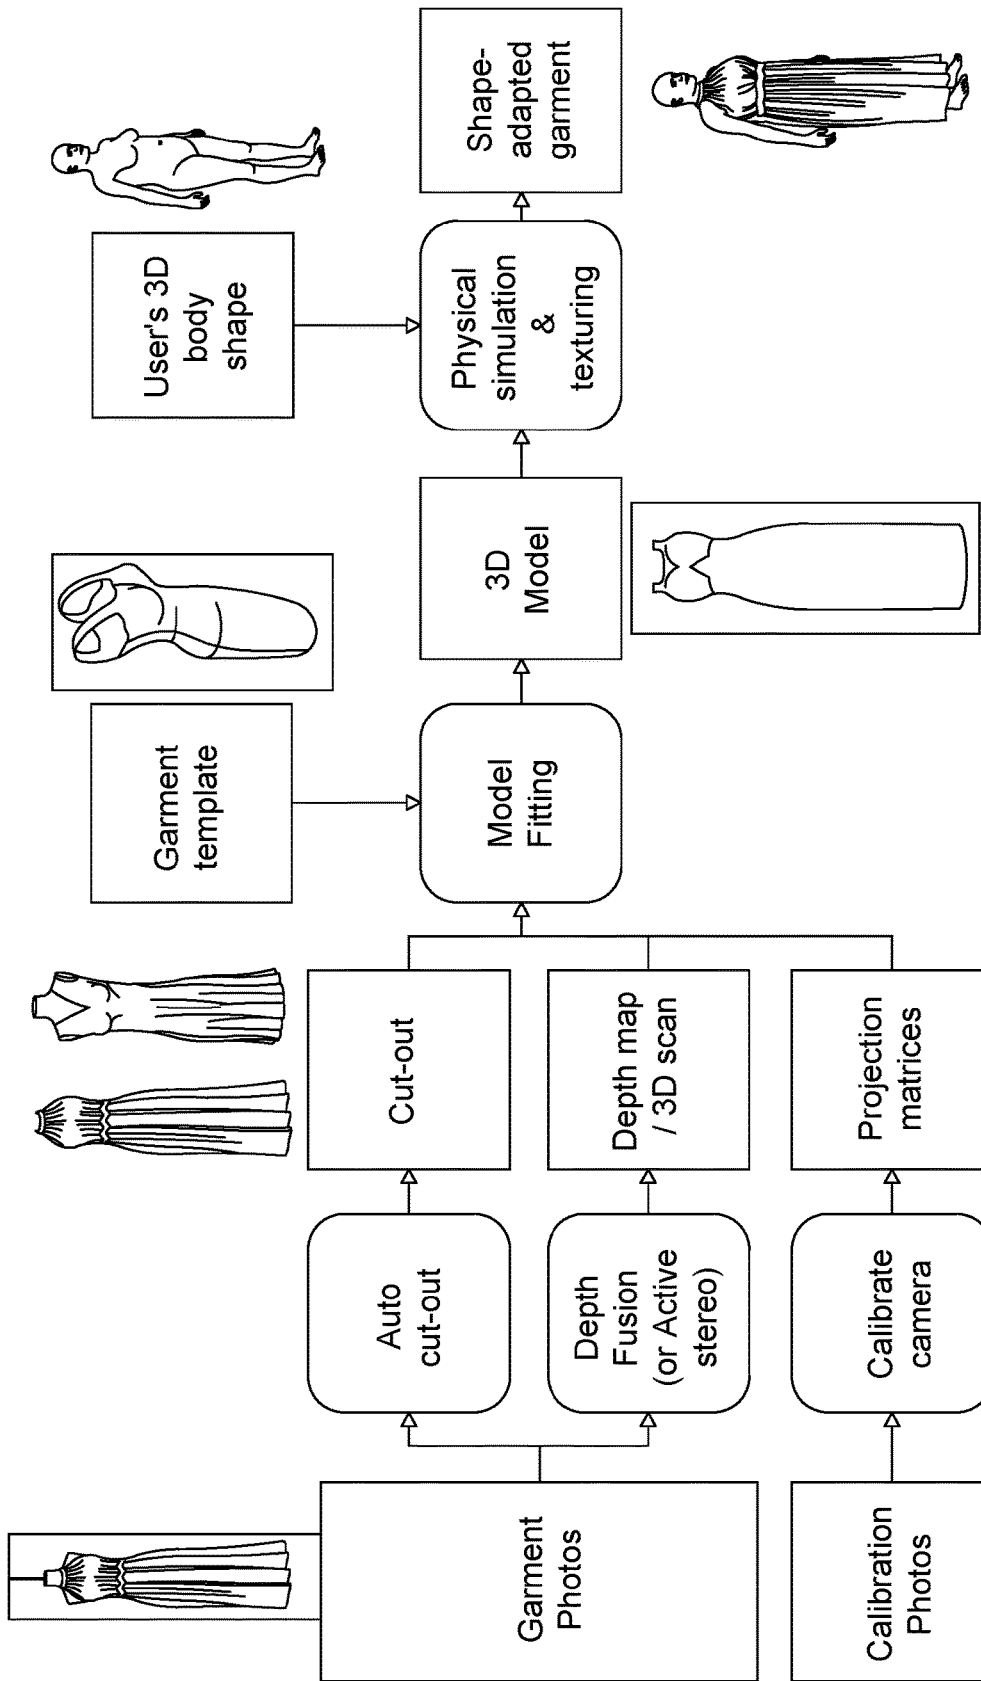 Garment
Photos
Calibration
Photos
Auto
cut-out
Depth
Fusion
(or Active
stereo)
Calibrate
camera
Cut-out
Depth map
/ 3D scan
Projection
matrices
Garment
template
Model
Fitting
3D
Model
User's 3D
body
shape
Physical
simulation
&
texturing
Shape-
adapted
garment